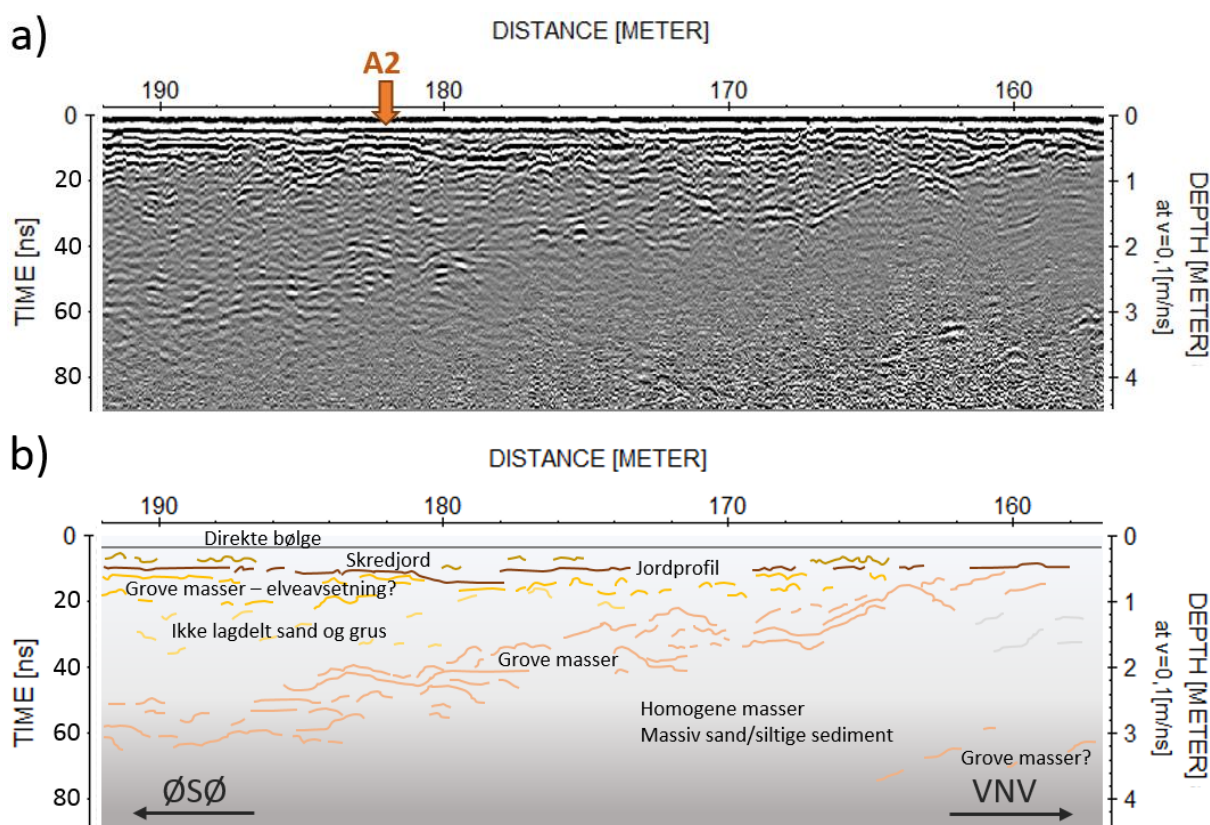 a)
DISTANCE [METER]
A2
190 180 170 160
0 0
20 1
40 2
60 3
80 4
TIME [ns]
DEPTH [METER]
at v=0,1[m/ns]
b)
DISTANCE [METER]
190 180 170 160
0 0
Direkte bølge
Skredjord
Jordprofil
Grove masser – elveavsetning?
20 1
Ikke lagdelt sand og grus
Grove masser
40 2
Homogene masser
Massiv sand/siltige sediment
60 3
Grove masser?
ØSØ VNV
80 4
TIME [ns]
DEPTH [METER]
at v=0,1[m/ns]